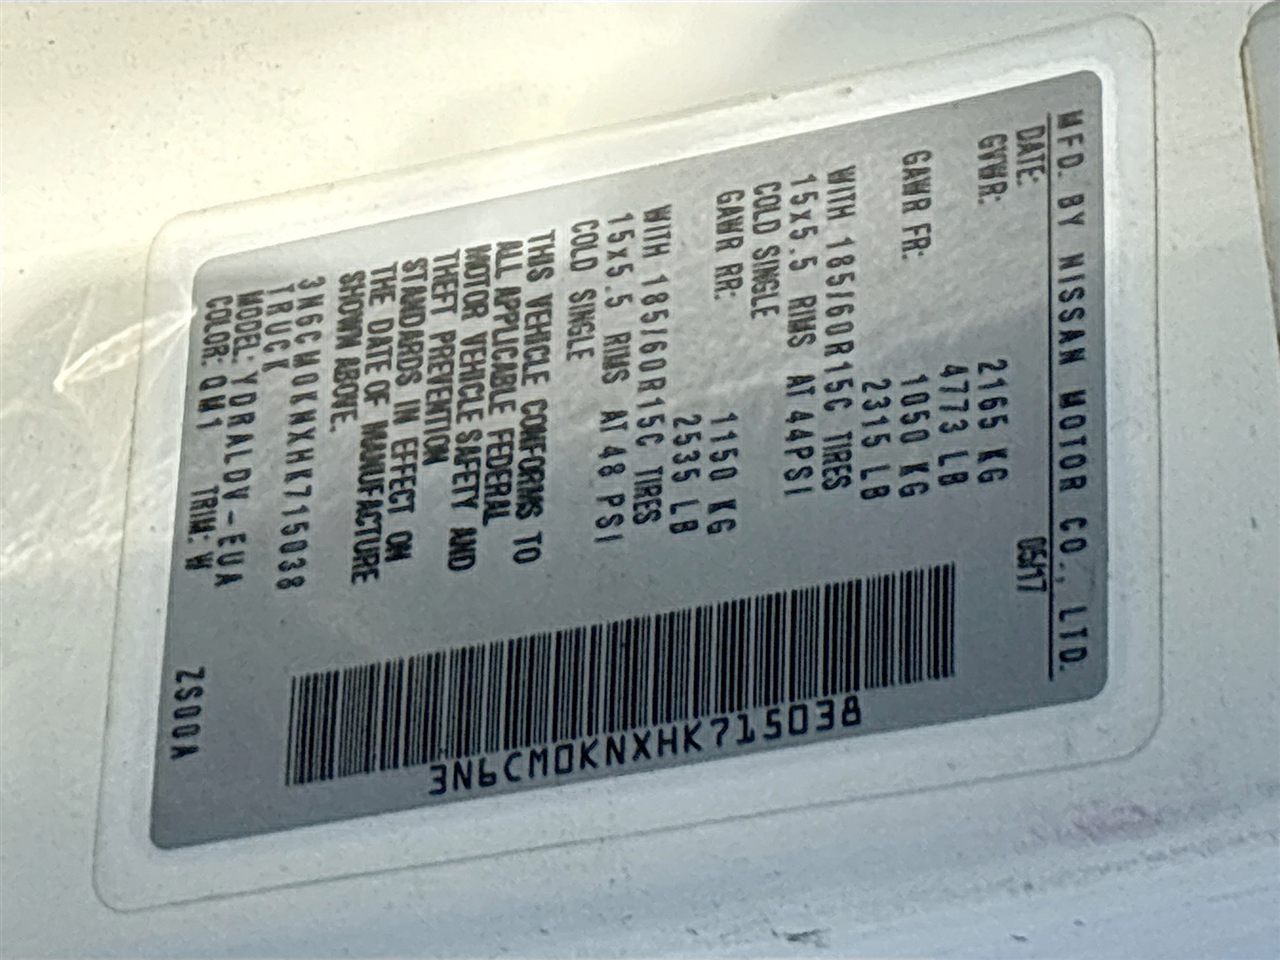 MFD. BY NISSAN MOTOR CO., LTD.
DATE: 05/17
GVWR: 2165 KG
4773 LB
GAWR FR: 1050 KG
2315 LB
WITH 185/60R15C TIRES
15x5.5 RIMS AT 44PSI
COLD SINGLE
GAWR RR: 1150 KG
2535 LB
WITH 185/60R15C TIRES
15x5.5 RIMS AT 48 PSI
COLD SINGLE
THIS VEHICLE CONFORMS TO
ALL APPLICABLE FEDERAL
MOTOR VEHICLE SAFETY AND
THEFT PREVENTION
STANDARDS IN EFFECT ON
THE DATE OF MANUFACTURE
SHOWN ABOVE.
3N6CM0KNXHK715038
TRUCK
MODEL: YDRALDV-EUA
COLOR: QM1 TRIM: W ZS00A
3N6CM0KNXHK715038